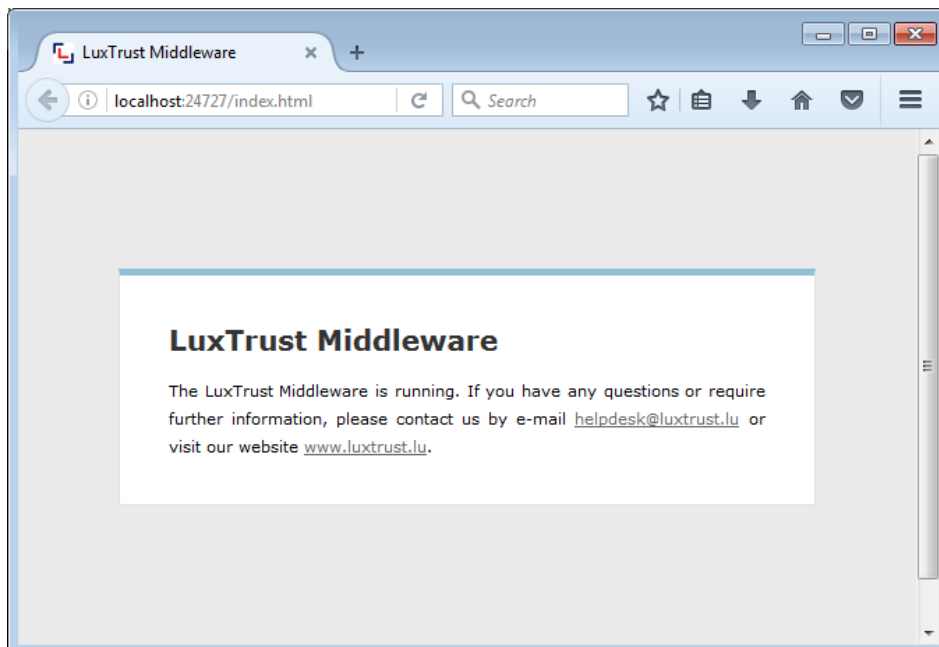 LuxTrust Middleware
localhost:24727/index.html
Search
LuxTrust Middleware
The LuxTrust Middleware is running. If you have any questions or require
further information, please contact us by e-mail helpdesk@luxtrust.lu or
visit our website www.luxtrust.lu.